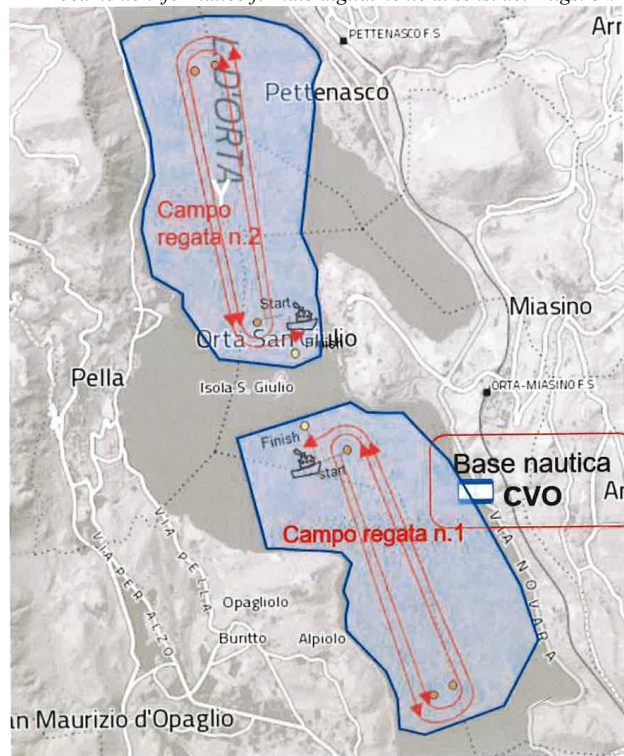 PETTENASCO F.S
Arr
Pettenasco
D'ORTA
Campo
regata n.2
Start
Miasino
Orta San Giulio
Finish
Pella
Isola S. Giulio
ORTA-MIASINO F.S
Finish
start
Base nautica
CVO
Ar
Campo regata n.1
VIA NOVARA
VIA PELLA
VIA PER ALZO
Opagliolo
Buritto
Alpiolo
an Maurizio d'Opaglio